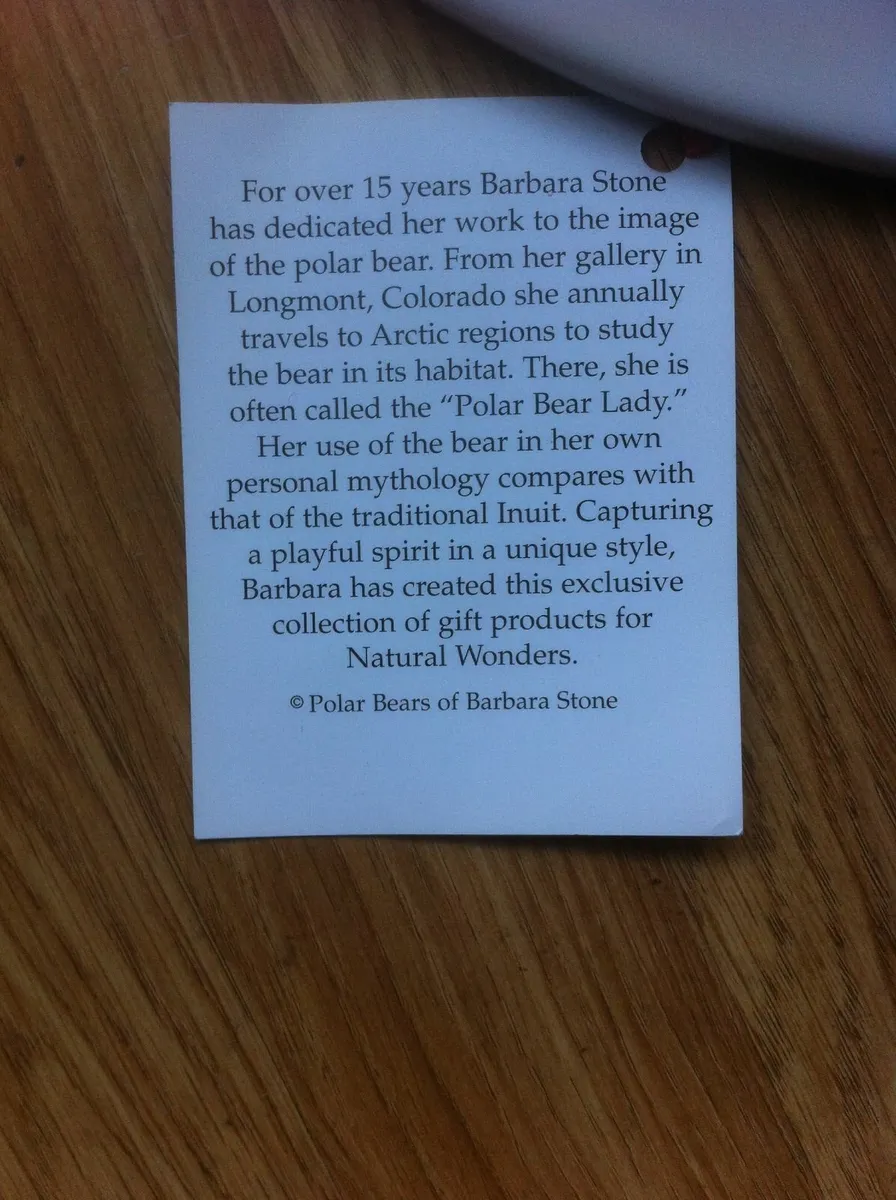 For over 15 years Barbara Stone
has dedicated her work to the image
of the polar bear. From her gallery in
Longmont, Colorado she annually
travels to Arctic regions to study
the bear in its habitat. There, she is
often called the “Polar Bear Lady.”
Her use of the bear in her own
personal mythology compares with
that of the traditional Inuit. Capturing
a playful spirit in a unique style,
Barbara has created this exclusive
collection of gift products for
Natural Wonders.
© Polar Bears of Barbara Stone